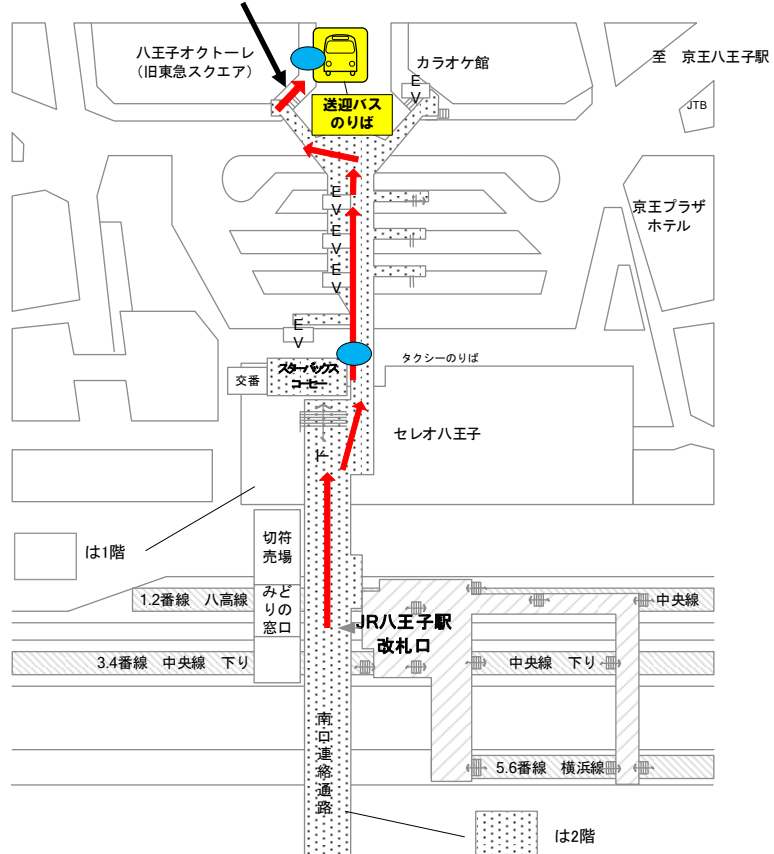 八王子オクトーレ
（旧東急スクエア）
カラオケ館
至　京王八王子駅
EV
JTB
送迎バス
のりば
京王プラザ
ホテル
EV
EV
EV
EV
タクシーのりば
スターバックス
コーヒー
交番
セレオ八王子
は1階
切符
売場
みど
りの
窓口
1.2番線　八高線
中央線
JR八王子駅
改札口
3.4番線　中央線　下り
中央線　下り
南口連絡通路
5.6番線　横浜線
は2階